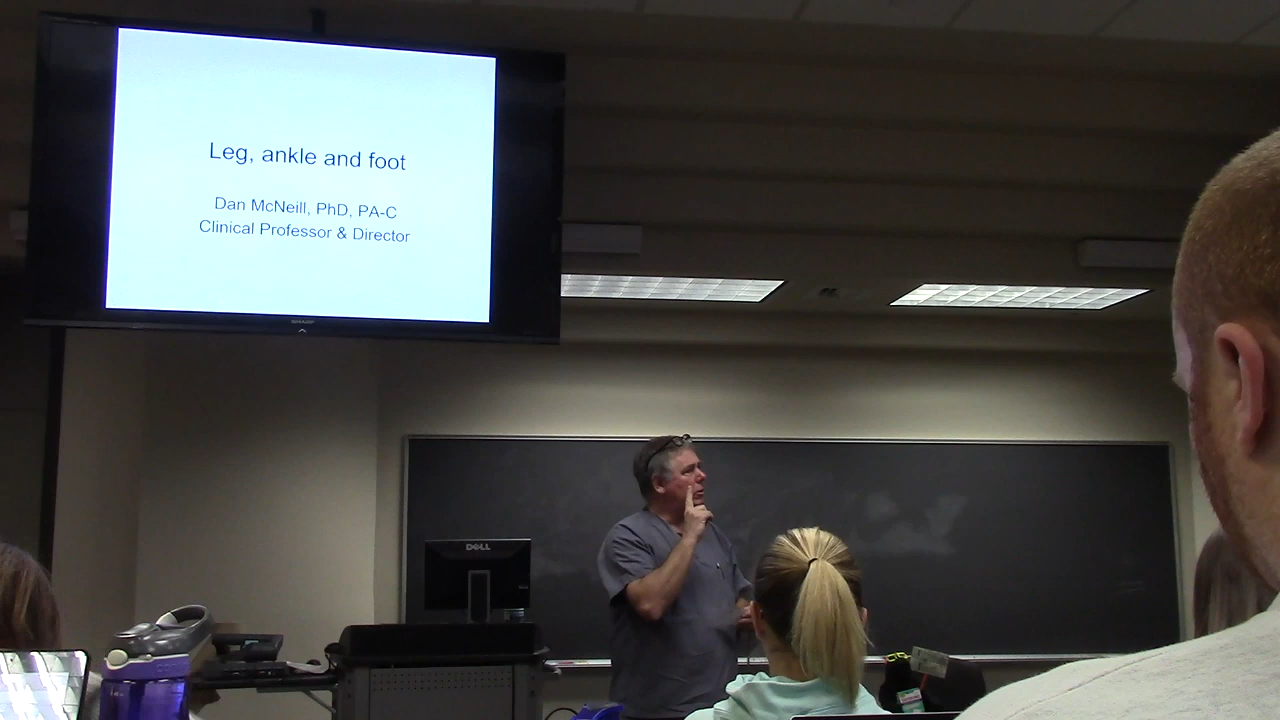 Leg, ankle and foot
Dan McNeill, PhD, PA-C
Clinical Professor & Director
SHARP
DELL